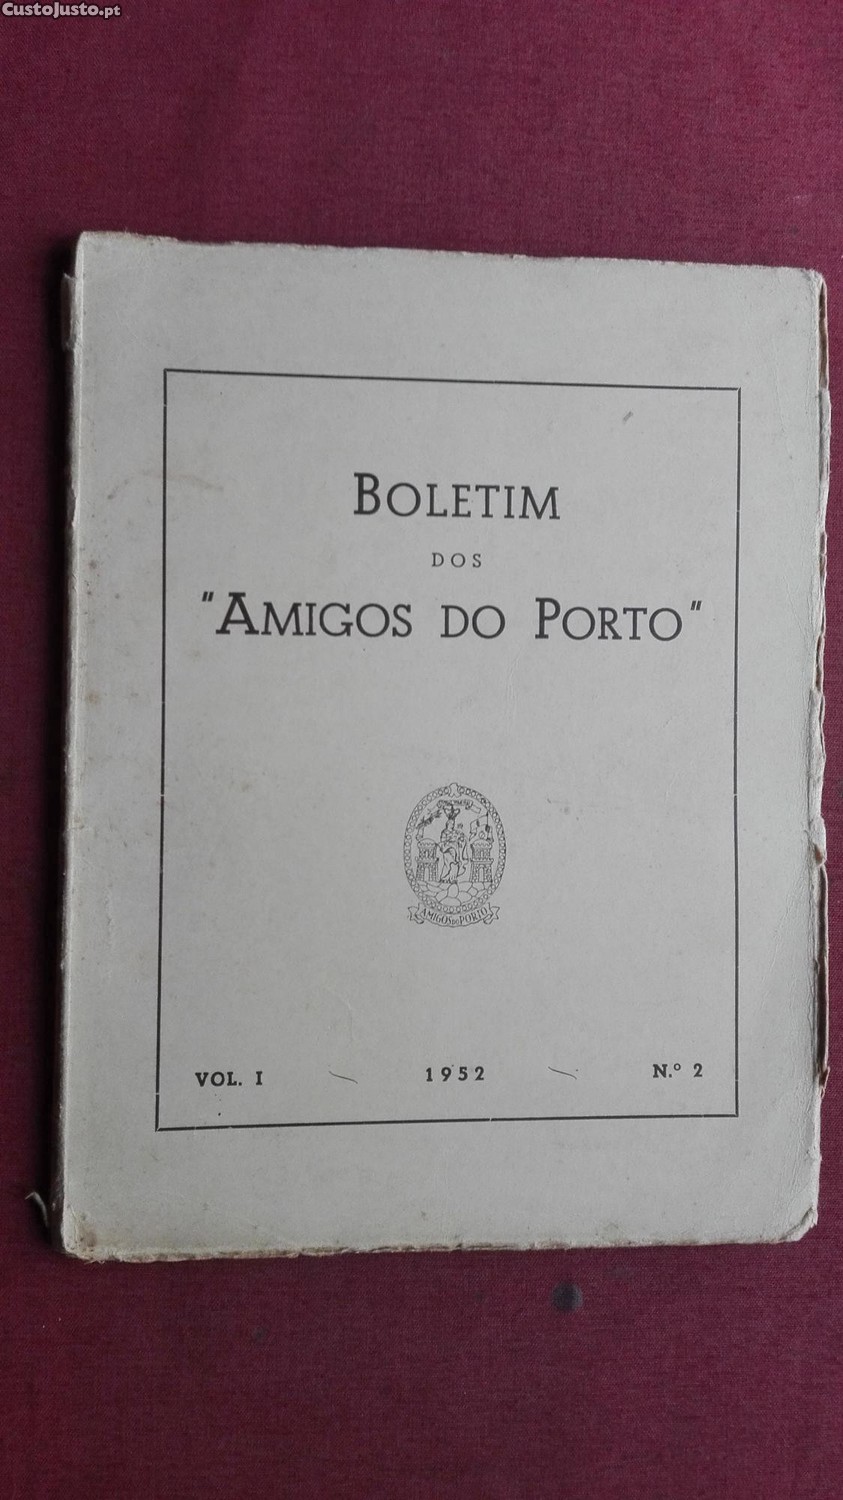 CustoJusto.pt
BOLETIM
DOS
"AMIGOS DO PORTO"
AMIGOS DO PORTO
VOL. I 1952 N.º 2